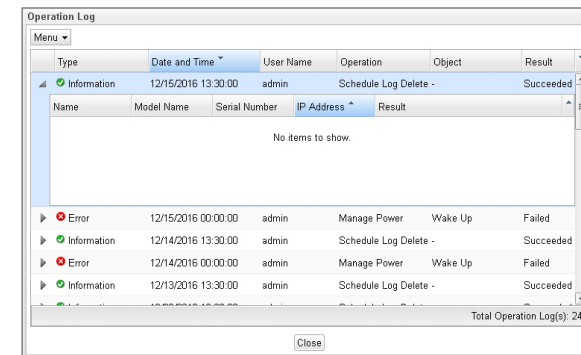 Operation Log
Menu
Type Date and Time User Name Operation Object Result
Information 12/15/2016 13:30:00 admin Schedule Log Delete - Succeeded
Name Model Name Serial Number IP Address Result
No items to show.
Error 12/15/2016 00:00:00 admin Manage Power Wake Up Failed
Information 12/14/2016 13:30:00 admin Schedule Log Delete - Succeeded
Error 12/14/2016 00:00:00 admin Manage Power Wake Up Failed
Information 12/13/2016 13:30:00 admin Schedule Log Delete - Succeeded
Total Operation Log(s): 24
Close